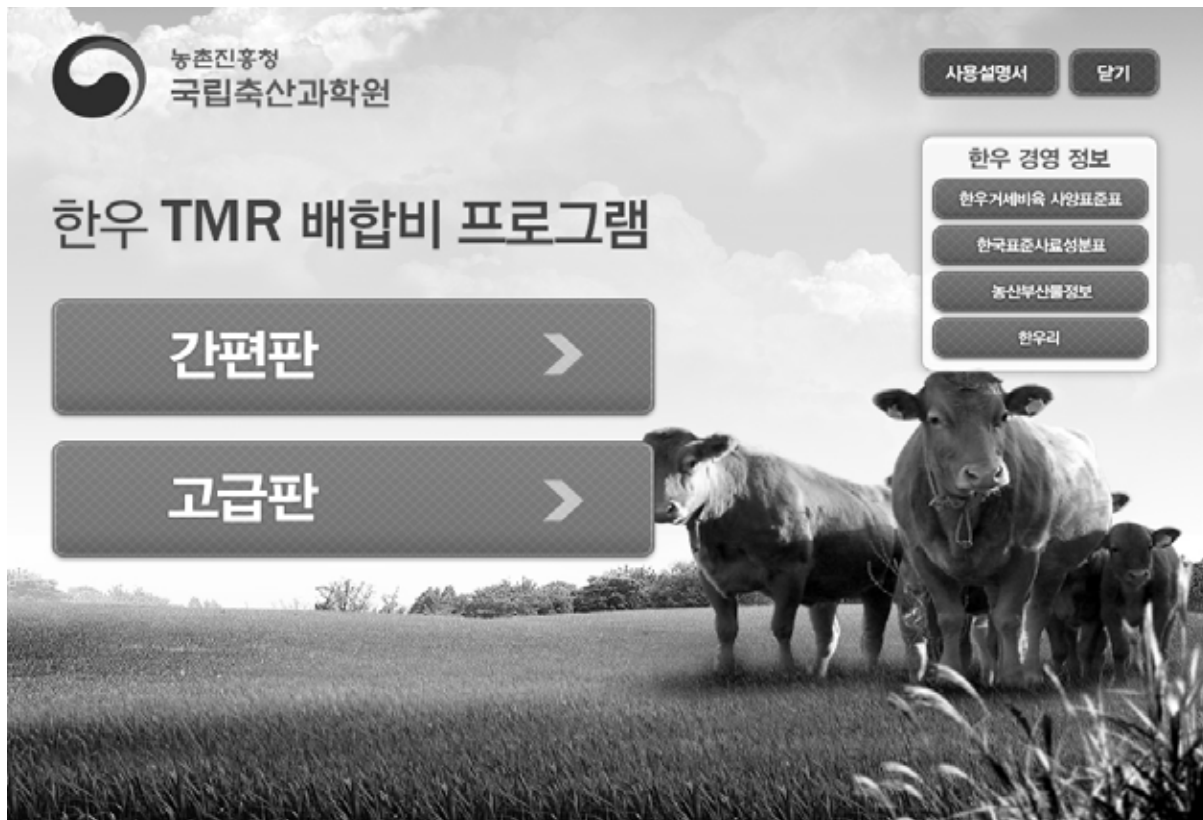 농촌진흥청
국립축산과학원
사용설명서
닫기
한우 TMR 배합비 프로그램
간편판
고급판
한우 경영 정보
한우거세비육 사양표준표
한국표준사료성분표
농산부산물정보
한우리